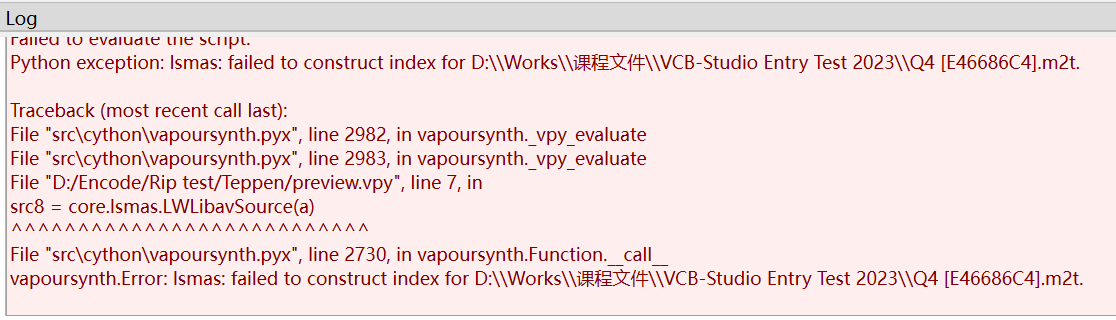 Log
Failed to evaluate the script.
Python exception: lsmas: failed to construct index for D:\\Works\\课程文件\\VCB-Studio Entry Test 2023\\Q4 [E46686C4].m2t.
Traceback (most recent call last):
File "src\cython\vapoursynth.pyx", line 2982, in vapoursynth._vpy_evaluate
File "src\cython\vapoursynth.pyx", line 2983, in vapoursynth._vpy_evaluate
File "D:/Encode/Rip test/Teppen/preview.vpy", line 7, in
src8 = core.lsmas.LWLibavSource(a)
^^^^^^^^^^^^^^^^^^^^^^^^^^^
File "src\cython\vapoursynth.pyx", line 2730, in vapoursynth.Function.__call__
vapoursynth.Error: lsmas: failed to construct index for D:\\Works\\课程文件\\VCB-Studio Entry Test 2023\\Q4 [E46686C4].m2t.